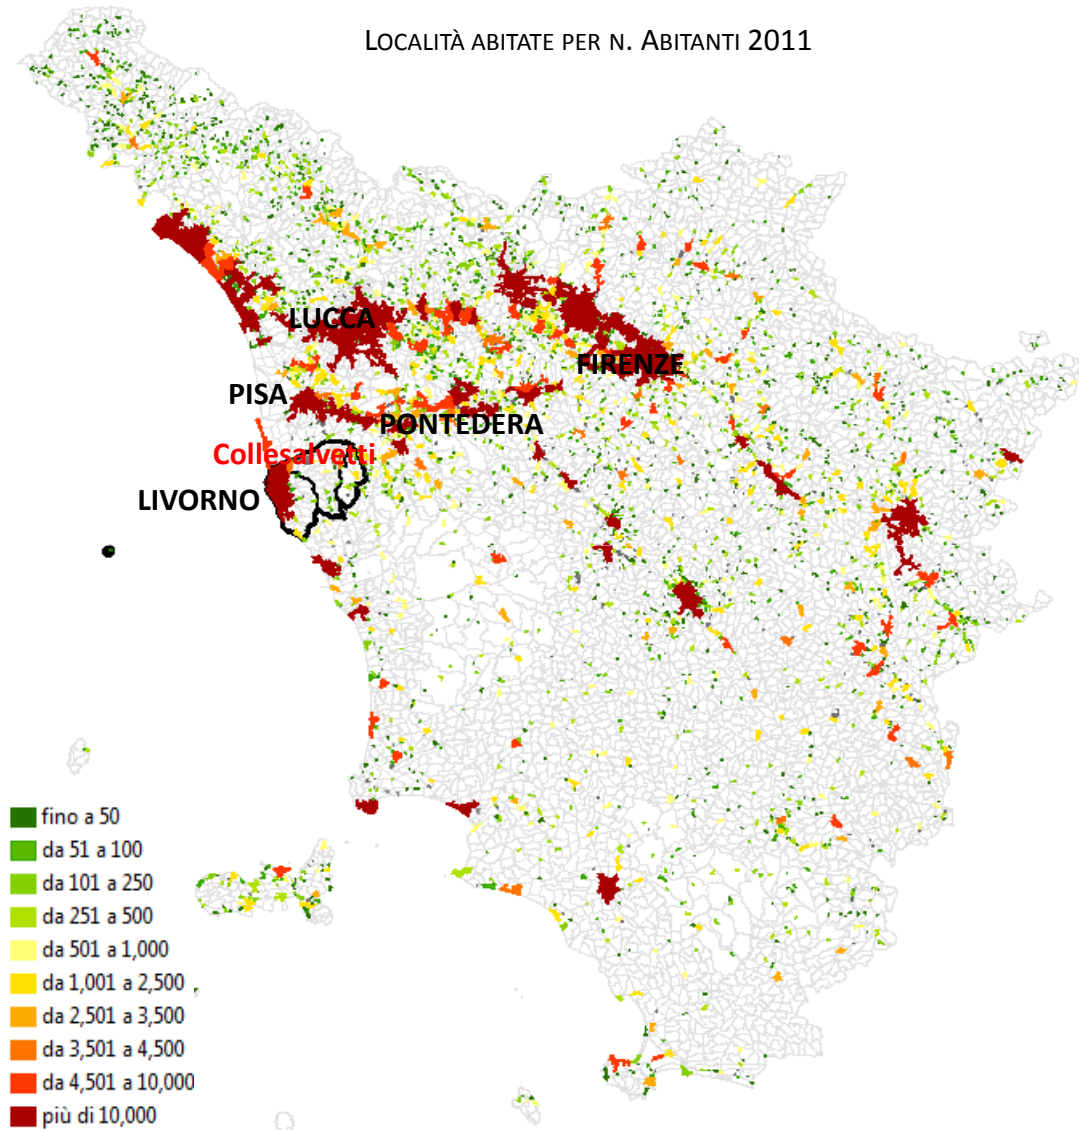 LOCALITÀ ABITATE PER N. ABITANTI 2011
LUCCA
FIRENZE
PISA
PONTEDERA
Collesalvetti
LIVORNO
fino a 50
da 51 a 100
da 101 a 250
da 251 a 500
da 501 a 1,000
da 1,001 a 2,500
da 2,501 a 3,500
da 3,501 a 4,500
da 4,501 a 10,000
più di 10,000